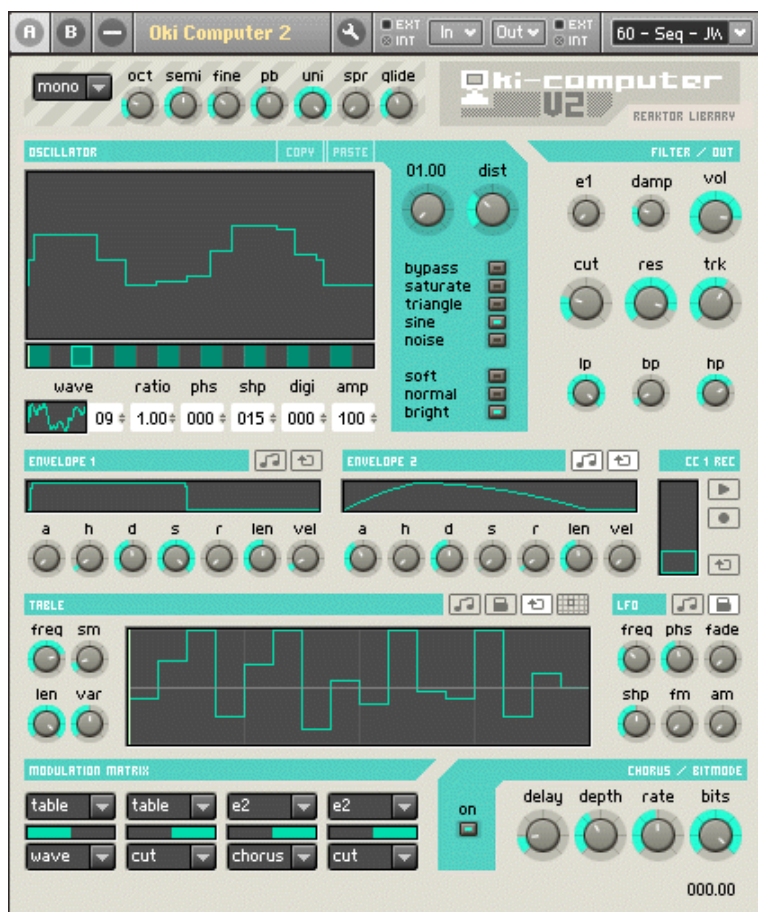 A B Oki Computer 2 EXT INT In Out EXT INT 60 - Seq - JW
mono oct semi fine pb uni spr glide oki-computer V2
REAKTOR LIBRARY
OSCILLATOR COPY PASTE FILTER / OUT
01.00 dist e1 damp vol
bypass
saturate
triangle
sine
noise
cut res trk
soft
normal
bright
lp bp hp
wave ratio phs shp digi amp
09 1.00 000 015 000 100
ENVELOPE 1 ENVELOPE 2 CC 1 REC
a h d s r len vel a h d s r len vel
TABLE LFO
freq sm freq phs fade
len var shp fm am
MODULATION MATRIX CHORUS / BITMODE
table table e2 e2 on delay depth rate bits
wave cut chorus cut
000.00